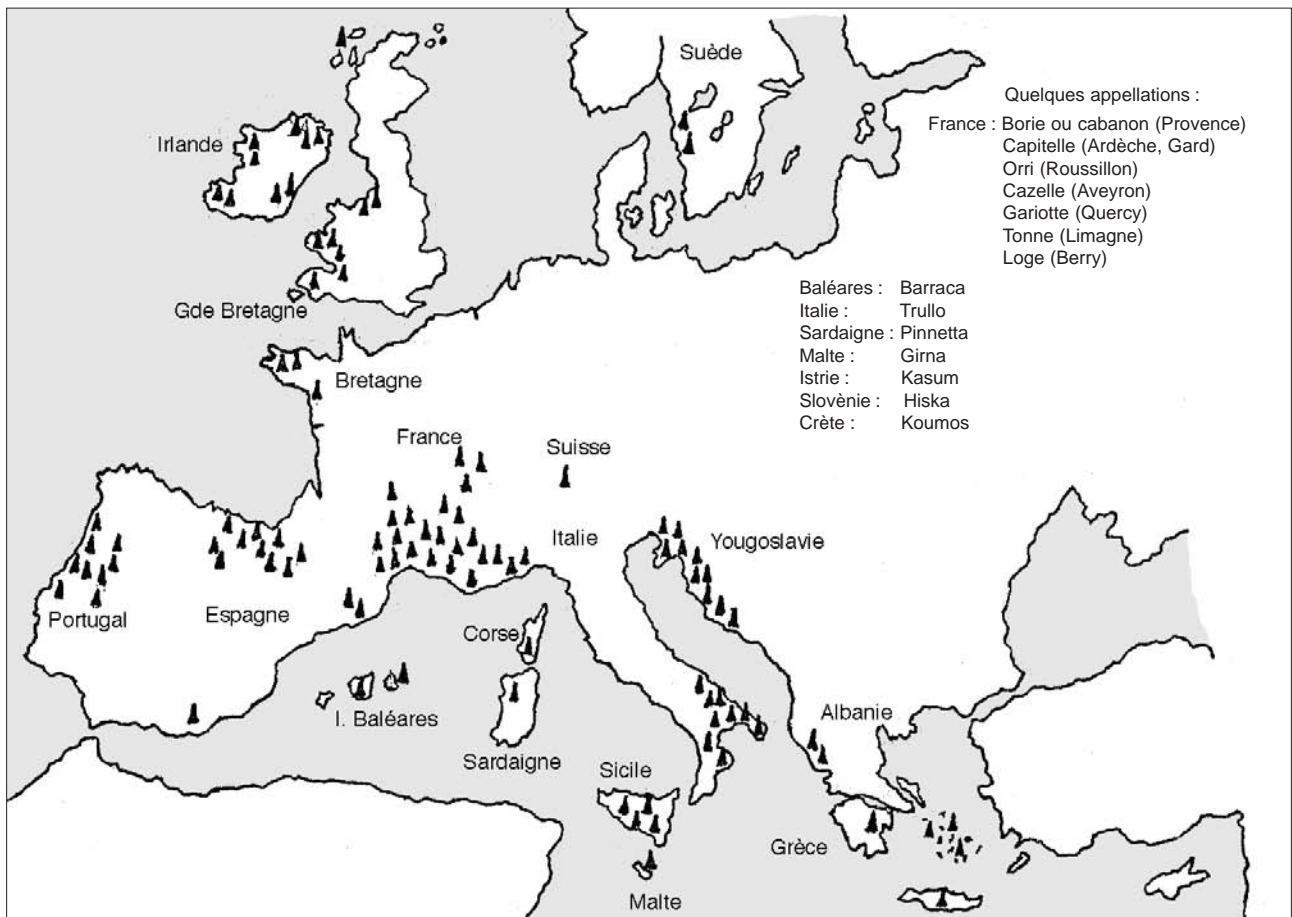 Suède
Quelques appellations :
France : Borie ou cabanon (Provence)
Capitelle (Ardèche, Gard)
Orri (Roussillon)
Cazelle (Aveyron)
Gariotte (Quercy)
Tonne (Limagne)
Loge (Berry)
Irlande
Baléares : Barraca
Italie : Trullo
Sardaigne : Pinnetta
Malte : Girna
Istrie : Kasum
Slovènie : Hiska
Crète : Koumos
Gde Bretagne
Bretagne
France
Suisse
Italie
Yougoslavie
Portugal
Espagne
Corse
I. Baléares
Sardaigne
Albanie
Sicile
Grèce
Malte